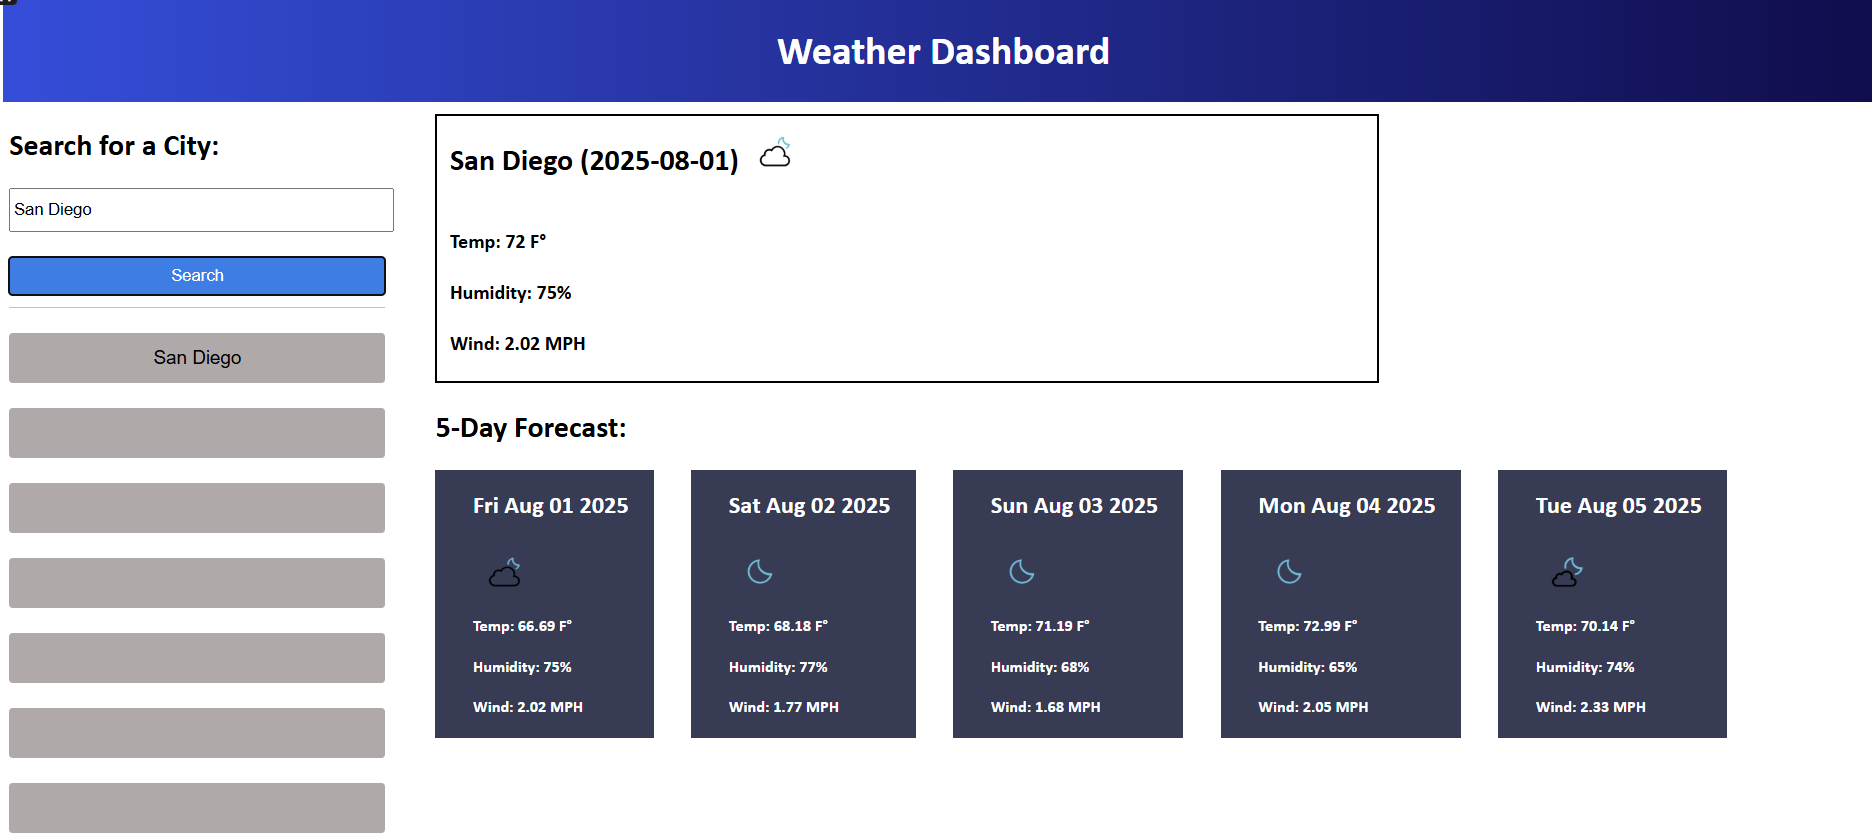 Weather Dashboard
Search for a City:
San Diego
Search
San Diego
San Diego (2025-08-01)
Temp: 72 F°
Humidity: 75%
Wind: 2.02 MPH
5-Day Forecast:
Fri Aug 01 2025
Temp: 66.69 F°
Humidity: 75%
Wind: 2.02 MPH
Sat Aug 02 2025
Temp: 68.18 F°
Humidity: 77%
Wind: 1.77 MPH
Sun Aug 03 2025
Temp: 71.19 F°
Humidity: 68%
Wind: 1.68 MPH
Mon Aug 04 2025
Temp: 72.99 F°
Humidity: 65%
Wind: 2.05 MPH
Tue Aug 05 2025
Temp: 70.14 F°
Humidity: 74%
Wind: 2.33 MPH